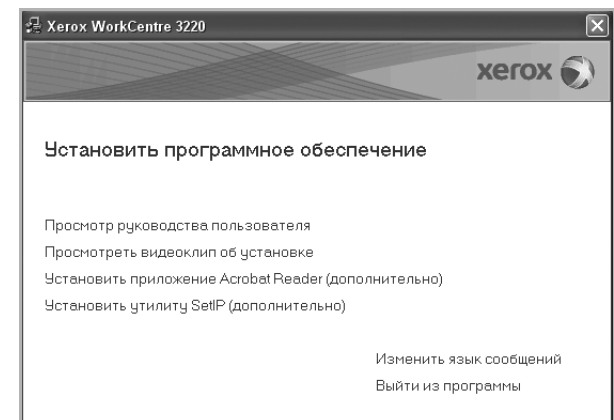 Xerox WorkCentre 3220
xerox
Установить программное обеспечение
Просмотр руководства пользователя
Просмотреть видеоклип об установке
Установить приложение Acrobat Reader (дополнительно)
Установить утилиту SetIP (дополнительно)
Изменить язык сообщений
Выйти из программы